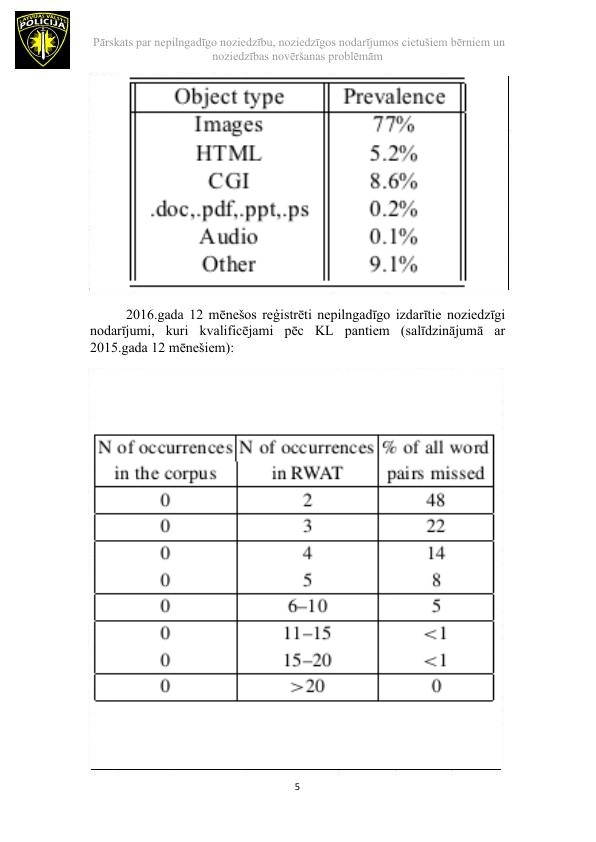 POLICIJA
Pārskats par nepilngadīgo noziedzību, noziedzīgos nodarījumos cietušiem bērniem un
noziedzības novēršanas problēmām
Object type Prevalence
Images 77%
HTML 5.2%
CGI 8.6%
.doc,.pdf,.ppt,.ps 0.2%
Audio 0.1%
Other 9.1%
2016.gada 12 mēnešos reģistrēti nepilngadīgo izdarītie noziedzīgi
nodarījumi, kuri kvalificējami pēc KL pantiem (salīdzinājumā ar
2015.gada 12 mēnešiem):
N of occurrences N of occurrences % of all word
in the corpus in RWAT pairs missed
0 2 48
0 3 22
0 4 14
0 5 8
0 6–10 5
0 11–15 <1
0 15–20 <1
0 >20 0
5